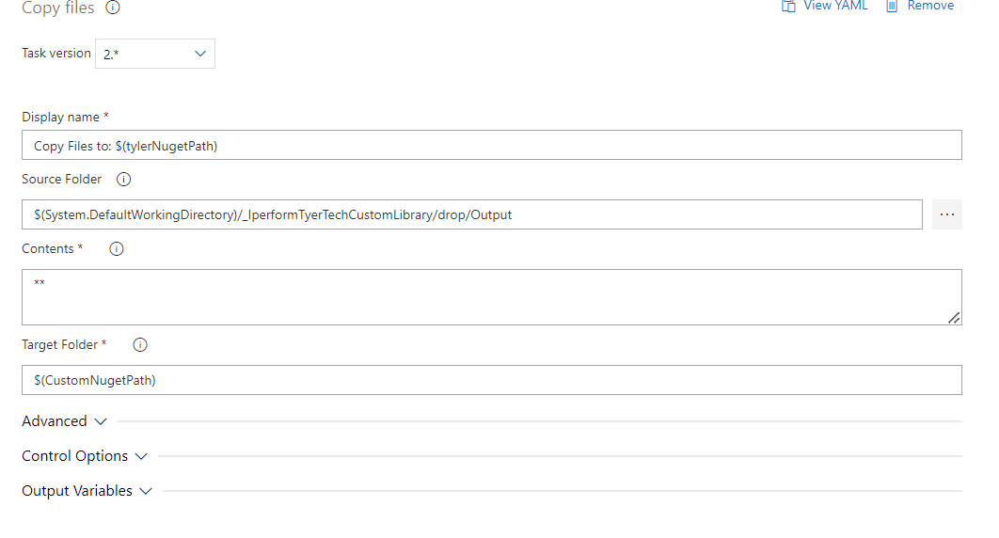 Copy files
View YAML
Remove
Task version 2.*
Display name *
Copy Files to: $(tylerNugetPath)
Source Folder
$(System.DefaultWorkingDirectory)/_IperformTyerTechCustomLibrary/drop/Output
...
Contents *
**
Target Folder *
$(CustomNugetPath)
Advanced
Control Options
Output Variables